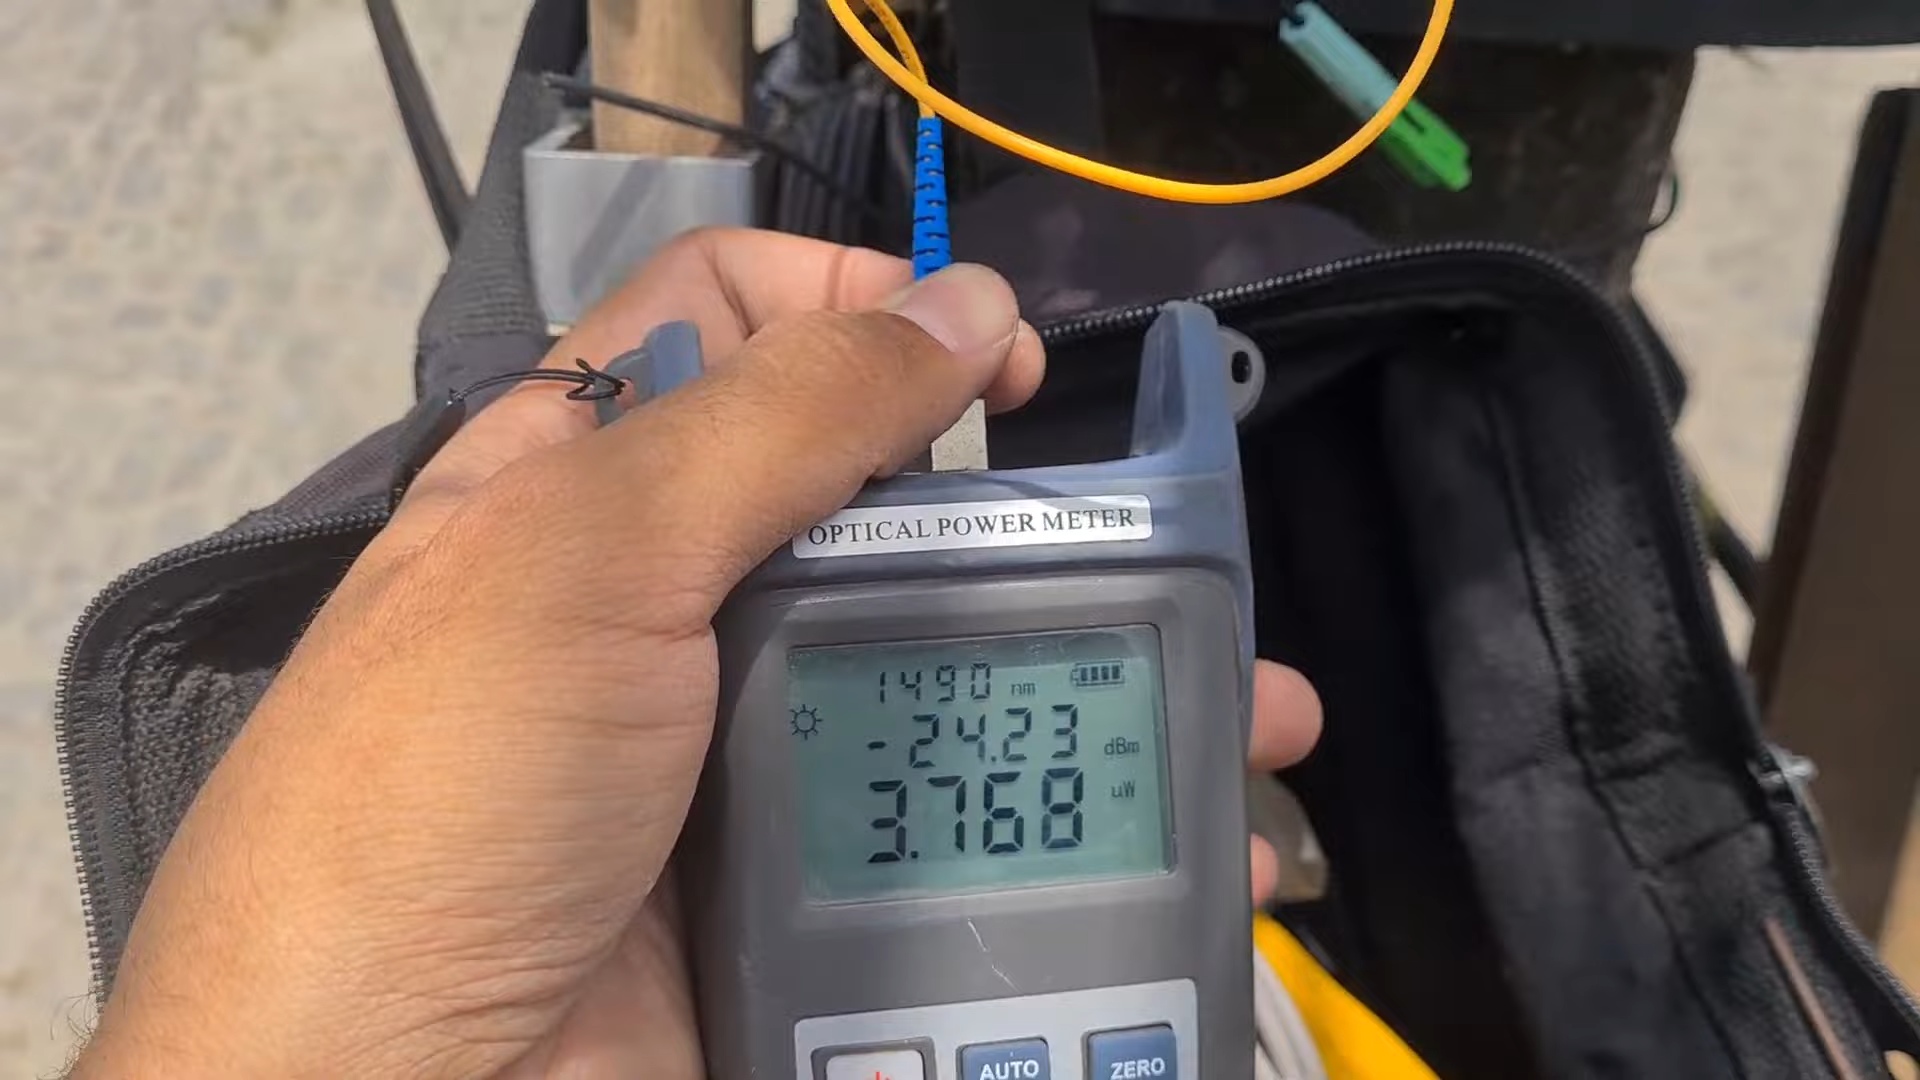 OPTICAL POWER METER
1490 nm
-24.23 dBm
3.768 uW
AUTO ZERO